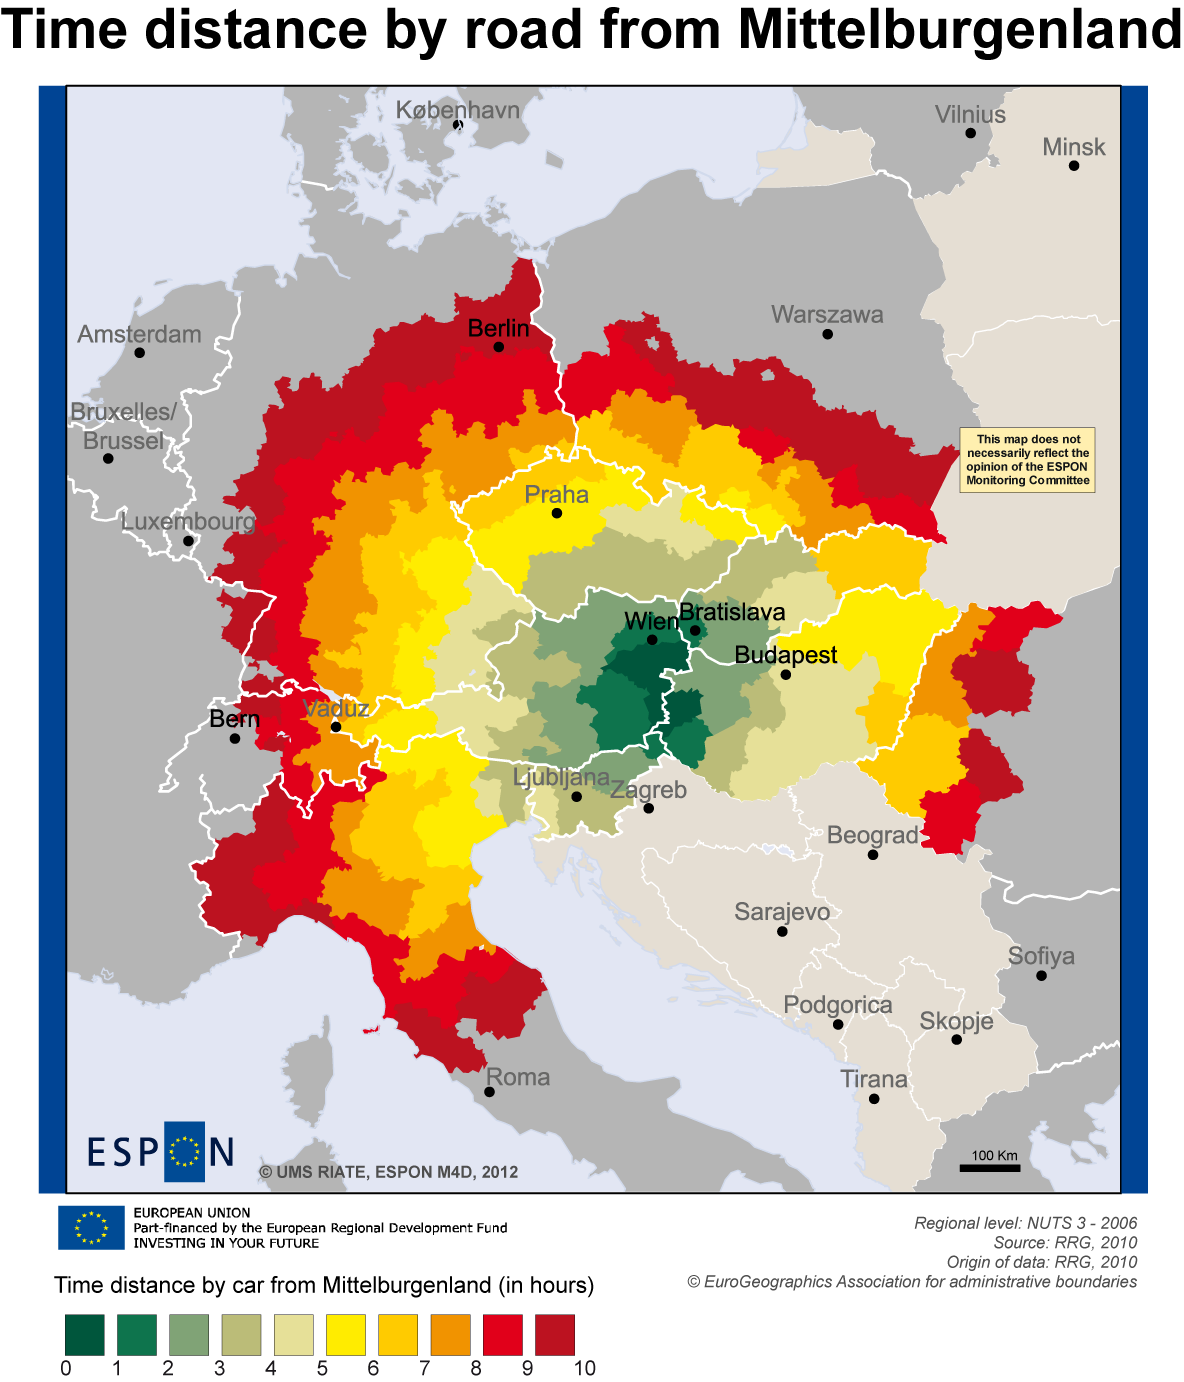 Time distance by road from Mittelburgenland
København
Vilnius
Minsk
Warszawa
Berlin
Amsterdam
Bruxelles/
Brussel
This map does not
necessarily reflect the
opinion of the ESPON
Monitoring Committee
Praha
Luxembourg
Wien
Bratislava
Budapest
Vaduz
Bern
Ljubljana
Zagreb
Beograd
Sarajevo
Sofiya
Podgorica
Skopje
Tirana
Roma
ESPON
© UMS RIATE, ESPON M4D, 2012
100 Km
EUROPEAN UNION
Part-financed by the European Regional Development Fund
INVESTING IN YOUR FUTURE
Regional level: NUTS 3 - 2006
Source: RRG, 2010
Origin of data: RRG, 2010
© EuroGeographics Association for administrative boundaries
Time distance by car from Mittelburgenland (in hours)
0 1 2 3 4 5 6 7 8 9 10